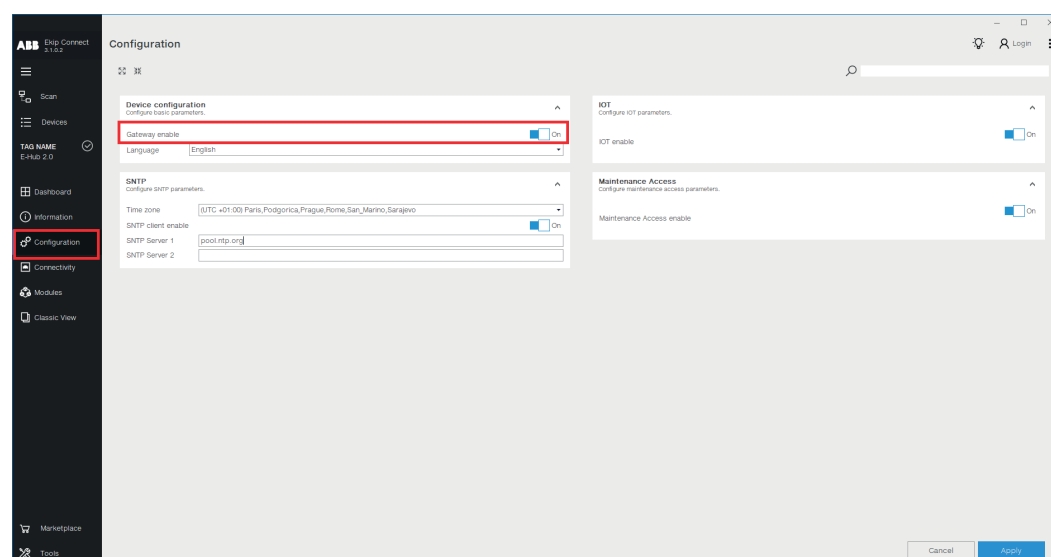 ABB
Ekip Connect
3.1.0.2
Scan
Devices
TAG NAME
E-Hub 2.0
Dashboard
Information
Configuration
Connectivity
Modules
Classic View
Marketplace
Tools
Configuration
Login
Device configuration
Configure basic parameters.
Gateway enable On
Language English
SNTP
Configure SNTP parameters.
Time zone (UTC +01:00) Paris,Podgorica,Prague,Rome,San_Marino,Sarajevo
SNTP client enable On
SNTP Server 1 pool.ntp.org
SNTP Server 2
IOT
Configure IOT parameters.
IOT enable On
Maintenance Access
Configure maintenance access parameters.
Maintenance Access enable On
Cancel Apply